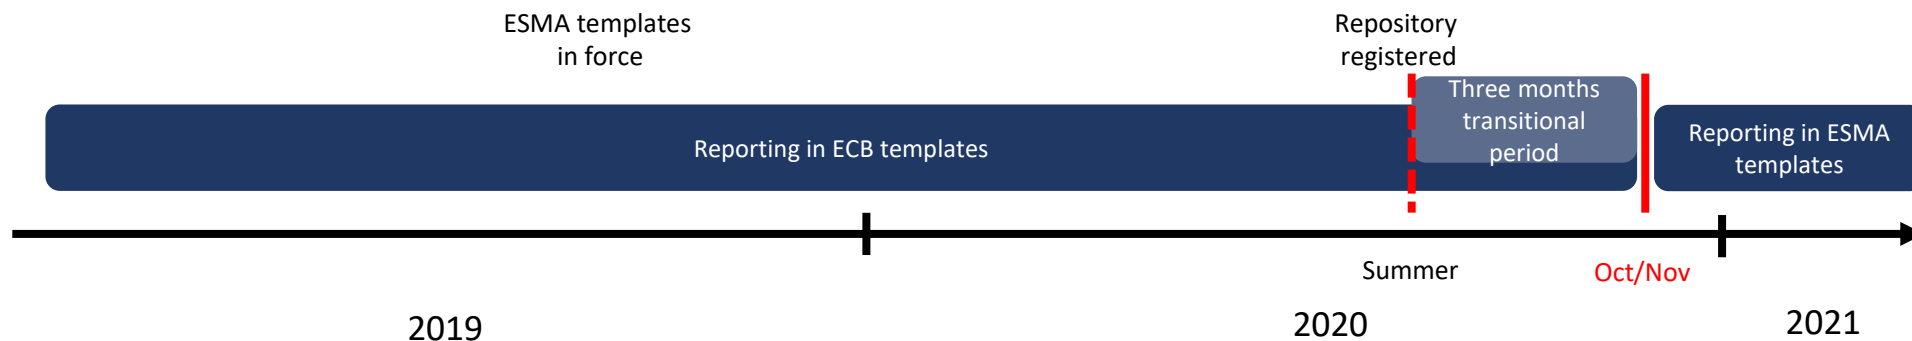 ESMA templates
in force
Repository
registered
Three months
transitional
period
Reporting in ECB templates
Reporting in ESMA
templates
Summer
Oct/Nov
2019
2020
2021